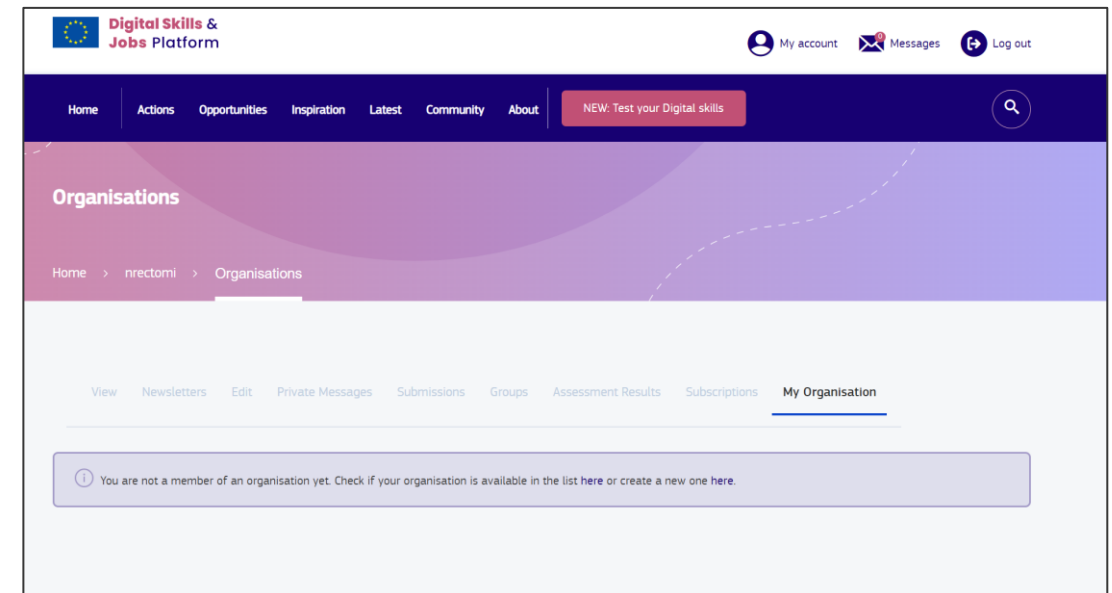 Digital Skills &
Jobs Platform
My account
0
Messages
Log out
Home Actions Opportunities Inspiration Latest Community About NEW: Test your Digital skills
Organisations
Home > nrectomi > Organisations
View Newsletters Edit Private Messages Submissions Groups Assessment Results Subscriptions My Organisation
You are not a member of an organisation yet. Check if your organisation is available in the list here or create a new one here.